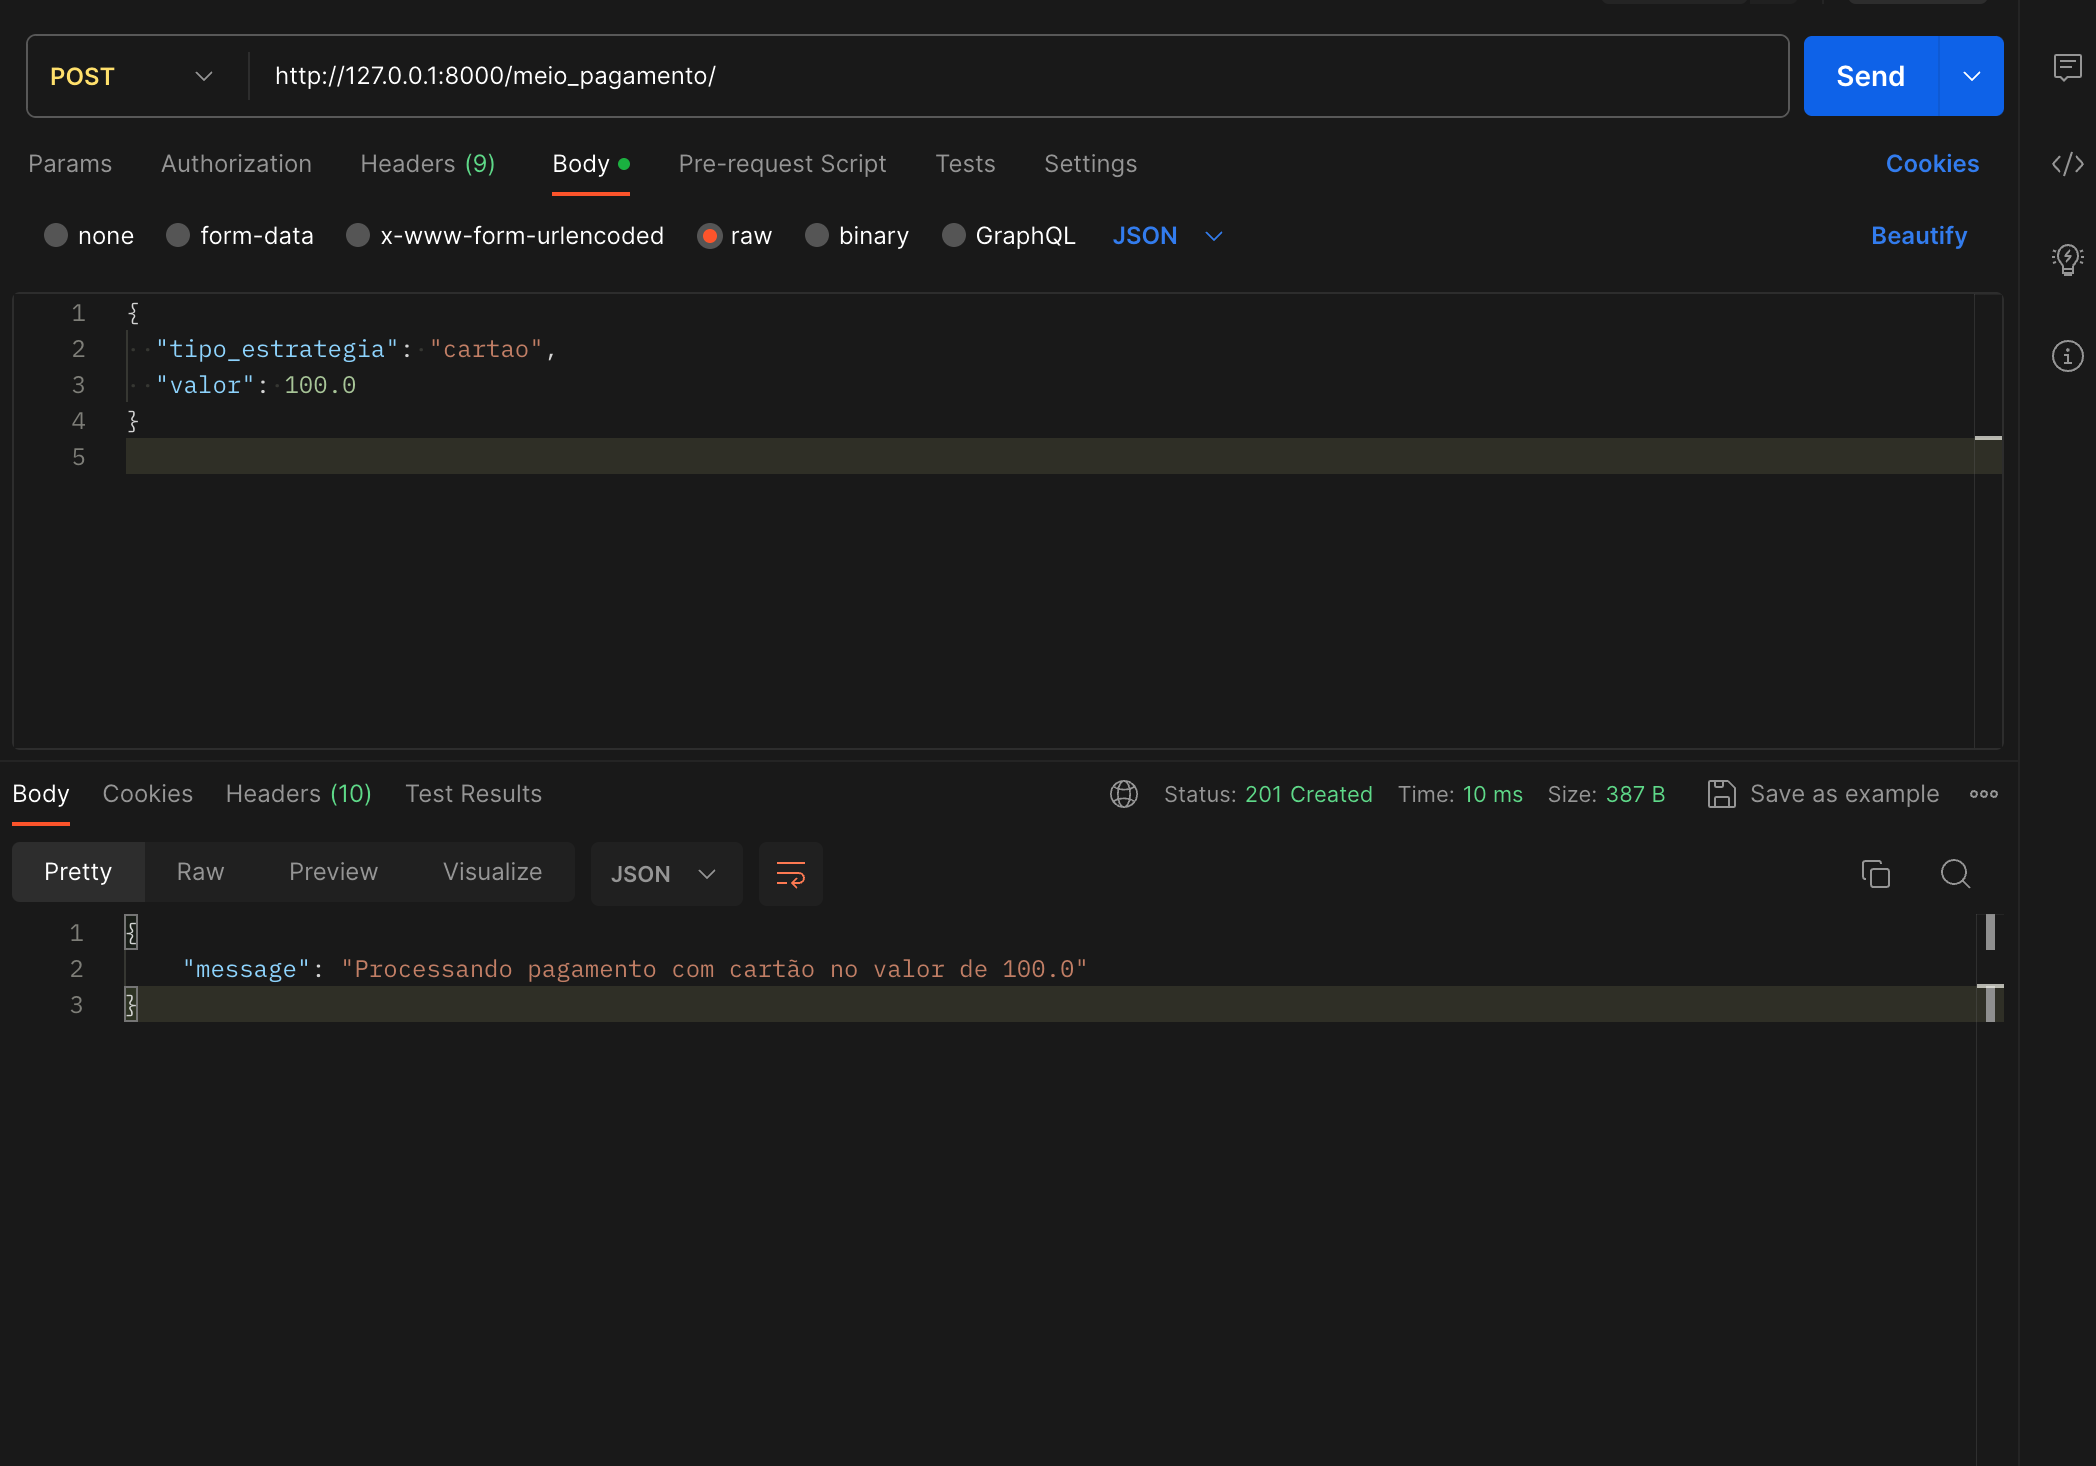 POST http://127.0.0.1:8000/meio_pagamento/ Send
Params Authorization Headers (9) Body Pre-request Script Tests Settings Cookies
none form-data x-www-form-urlencoded raw binary GraphQL JSON Beautify
1 {
2 "tipo_estrategia": "cartao",
3 "valor": 100.0
4 }
5
Body Cookies Headers (10) Test Results Status: 201 Created Time: 10 ms Size: 387 B Save as example
Pretty Raw Preview Visualize JSON
1 {
2 "message": "Processando pagamento com cartão no valor de 100.0"
3 }